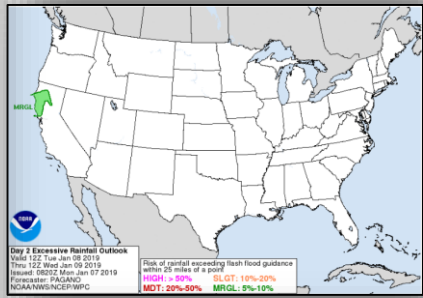 MRGL
noaa
Day 2 Excessive Rainfall Outlook
Valid 12Z Tue Jan 08 2019
Thru 12Z Wed Jan 09 2019
Issued: 0820Z Mon Jan 07 2019
Forecaster: PAGANO
NOAA/NWS/NCEP/WPC
Risk of rainfall exceeding flash flood guidance
within 25 miles of a point
HIGH: > 50% SLGT: 10%-20%
MDT: 20%-50% MRGL: 5%-10%